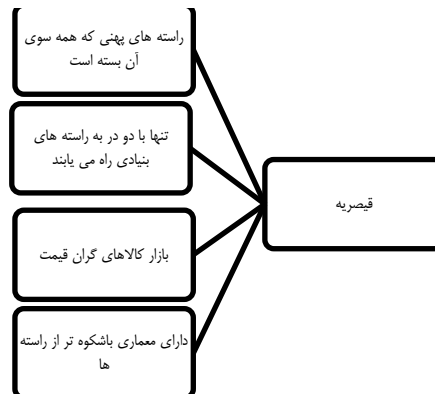 راسته های پهنی که همه سوی
آن بسته است
تنها با دو در به راسته های
بنیادی راه می یابند
قیصریه
بازار کالاهای گران قیمت
دارای معماری باشکوه تر از راسته
ها